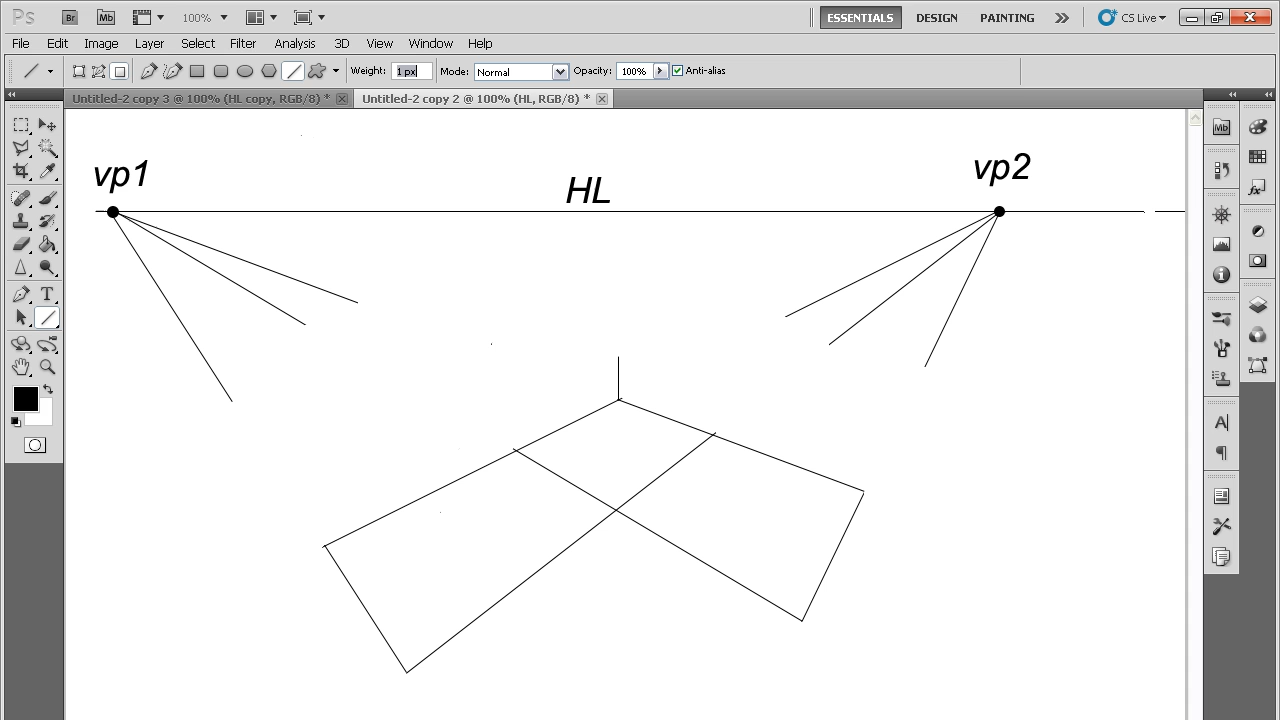 Ps Br Mb 100% ESSENTIALS DESIGN PAINTING CS Live
File Edit Image Layer Select Filter Analysis 3D View Window Help
Weight: 1 px Mode: Normal Opacity: 100% Anti-alias
Untitled-2 copy 3 @ 100% (HL copy, RGB/8) * Untitled-2 copy 2 @ 100% (HL, RGB/8) *
vp1 HL vp2